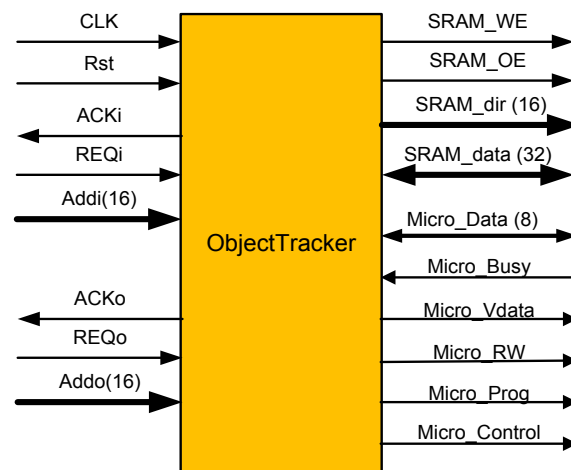 CLK
Rst
ACKi
REQi
Addi(16)
ACKo
REQo
Addo(16)
ObjectTracker
SRAM_WE
SRAM_OE
SRAM_dir (16)
SRAM_data (32)
Micro_Data (8)
Micro_Busy
Micro_Vdata
Micro_RW
Micro_Prog
Micro_Control